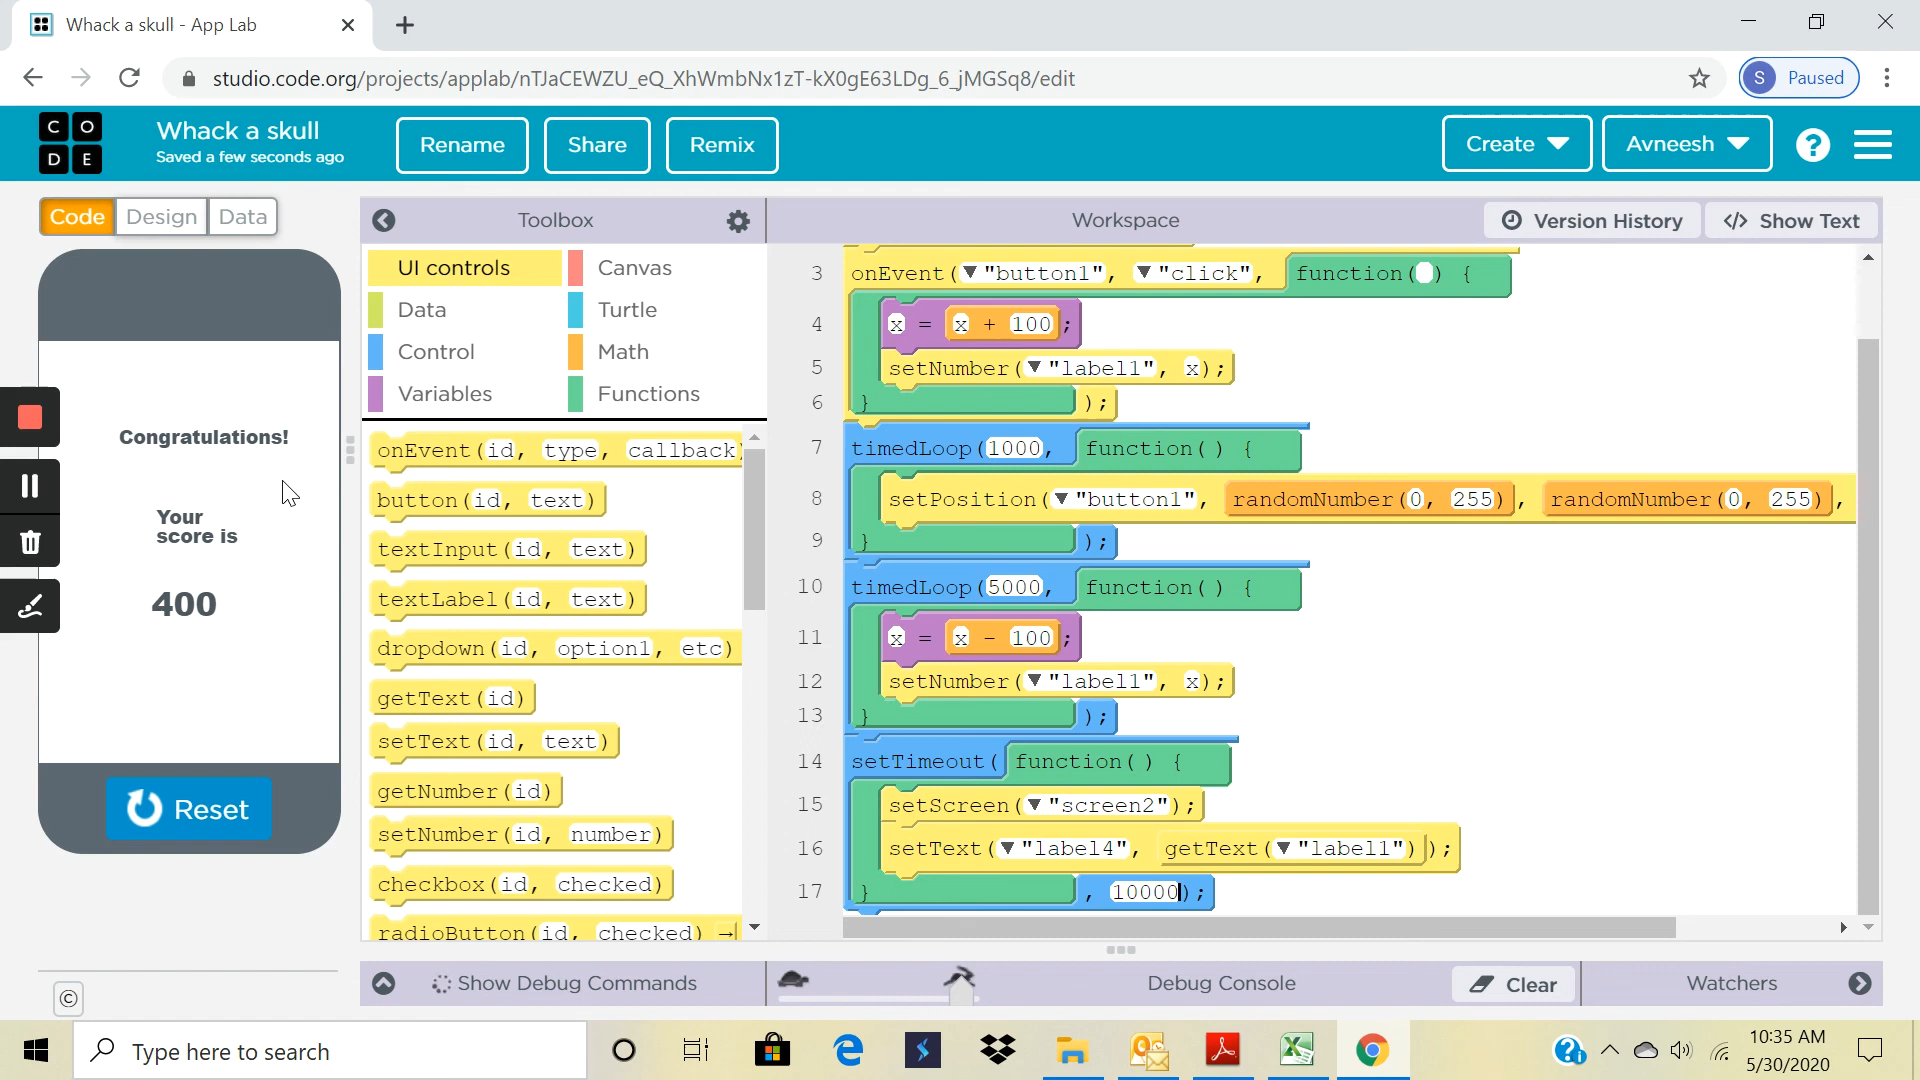 Whack a skull - App Lab
studio.code.org/projects/applab/nTJaCEWZU_eQ_XhWmbNx1zT-kX0gE63LDg_6_jMGSq8/edit
S Paused
C O
D E
Whack a skull
Saved a few seconds ago
Rename
Share
Remix
Create
Avneesh
?
Code
Design
Data
Toolbox
Workspace
Version History
</> Show Text
UI controls
Canvas
Data
Turtle
Control
Math
Variables
Functions
onEvent(id, type, callback)
button(id, text)
textInput(id, text)
textLabel(id, text)
dropdown(id, option1, etc)
getText(id)
setText(id, text)
getNumber(id)
setNumber(id, number)
checkbox(id, checked)
radioButton(id, checked) →
3 onEvent(▼"button1", ▼"click", function( ) {
4 x = x + 100;
5 setNumber(▼"label1", x);
6 } );
7 timedLoop(1000, function() {
8 setPosition(▼"button1", randomNumber(0, 255), randomNumber(0, 255),
9 } );
10 timedLoop(5000, function() {
11 x = x - 100;
12 setNumber(▼"label1", x);
13 } );
14 setTimeout( function() {
15 setScreen(▼"screen2");
16 setText(▼"label4", getText(▼"label1"));
17 } , 10000);
Congratulations!
Your
score is
400
Reset
©
Show Debug Commands
Debug Console
Clear
Watchers
Type here to search
10:35 AM
5/30/2020